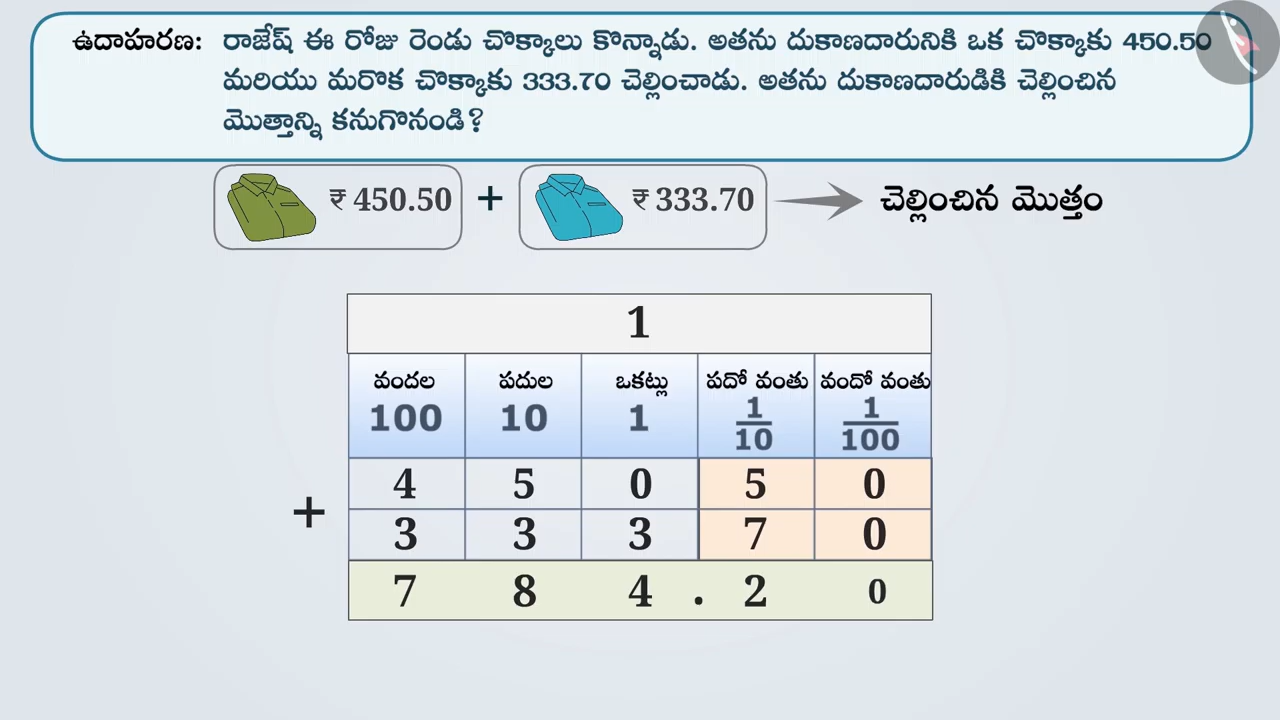 ఉదాహరణ: రాజేష్ ఈ రోజు రెండు చొక్కాలు కొన్నాడు. అతను దుకాణదారునికి ఒక చొక్కాకు 450.50
మరియు మరొక చొక్కాకు 333.70 చెల్లించాడు. అతను దుకాణదారుడికి చెల్లించిన
మొత్తాన్ని కనుగొనండి?
₹ 450.50 + ₹ 333.70 చెల్లించిన మొత్తం
1
వందల పదుల ఒకట్లు పదో వంతు వందో వంతు
100 10 1 1/10 1/100
4 5 0 5 0
+ 3 3 3 7 0
7 8 4 . 2 0